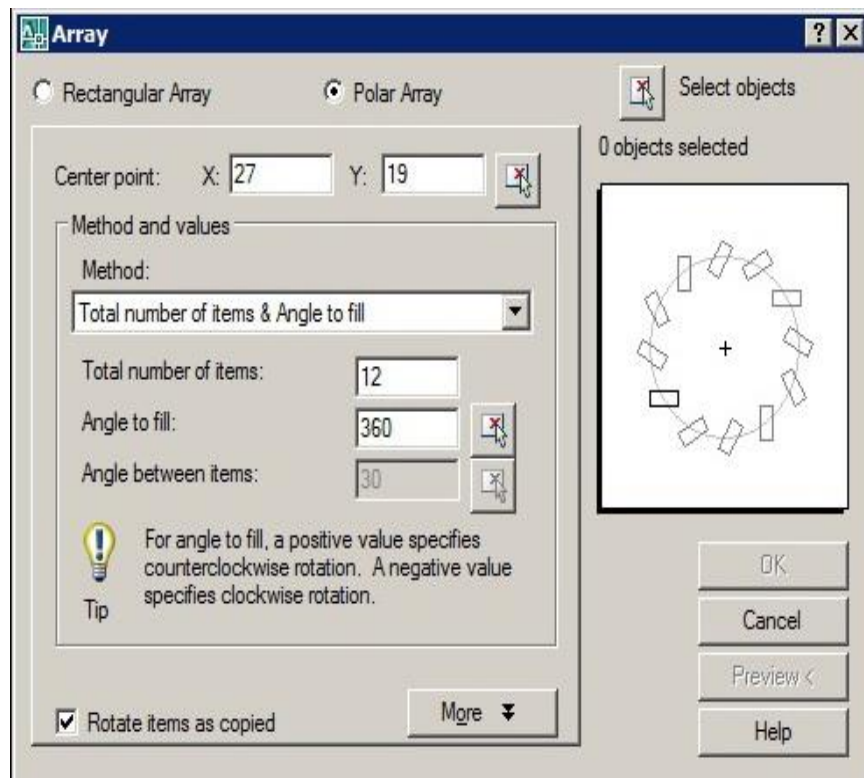 Array
Rectangular Array
Polar Array
Select objects
0 objects selected
Center point: X: 27 Y: 19
Method and values
Method:
Total number of items & Angle to fill
Total number of items: 12
Angle to fill: 360
Angle between items: 30
For angle to fill, a positive value specifies
counterclockwise rotation. A negative value
specifies clockwise rotation.
Tip
Rotate items as copied
More
OK
Cancel
Preview <
Help